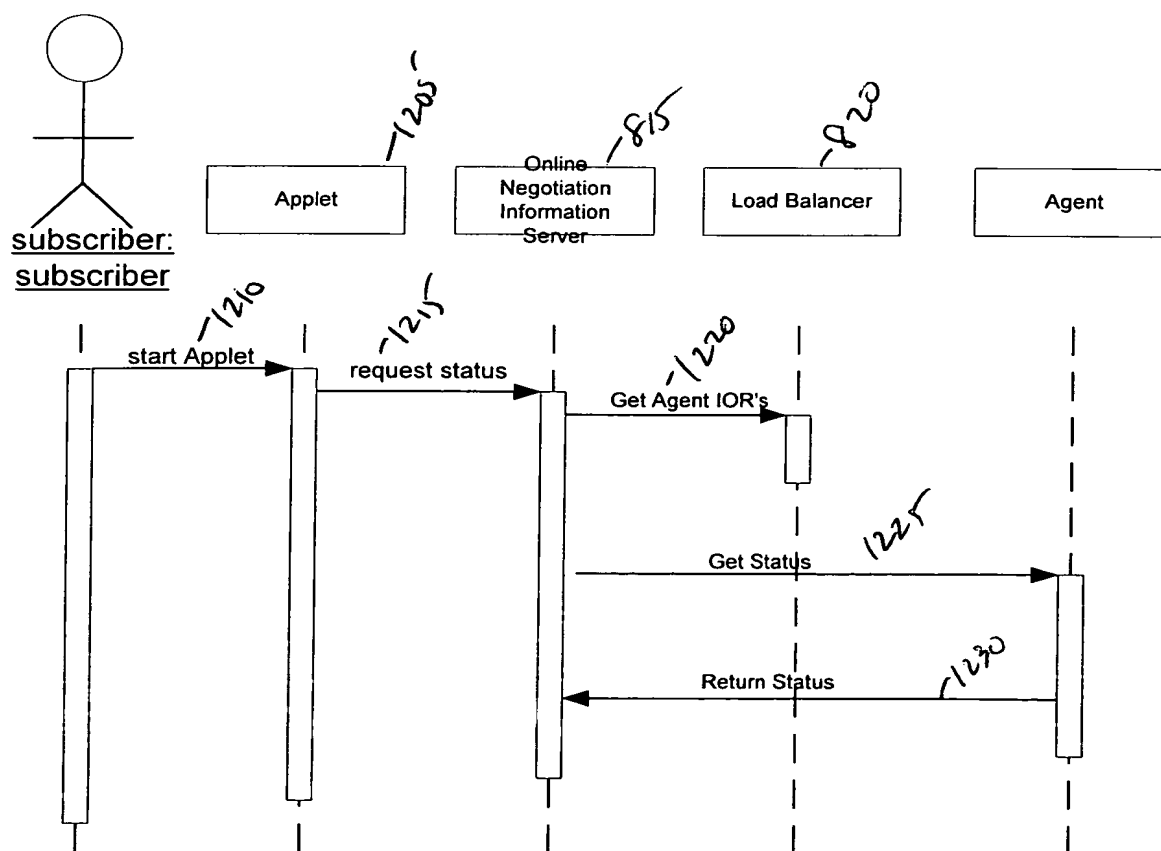 1205
815
820
Online
Negotiation
Information
Server
Applet
Load Balancer
Agent
subscriber:
subscriber
1210
1215
1220
start Applet
request status
Get Agent IOR's
1225
Get Status
1230
Return Status